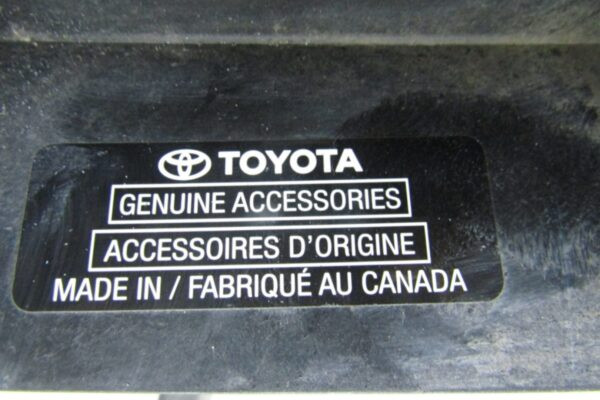 TOYOTA
GENUINE ACCESSORIES
ACCESSOIRES D'ORIGINE
MADE IN / FABRIQUÉ AU CANADA